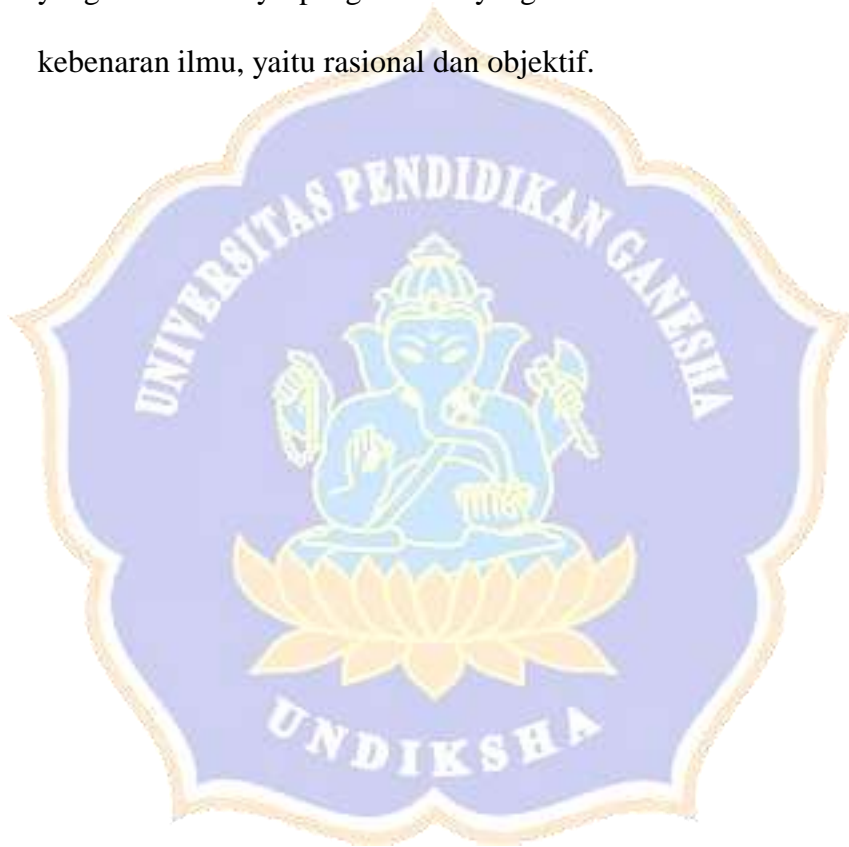 kebenaran ilmu, yaitu rasional dan objektif.
UNIVERSITAS PENDIDIKAN GANESHA
UNDIKSHA